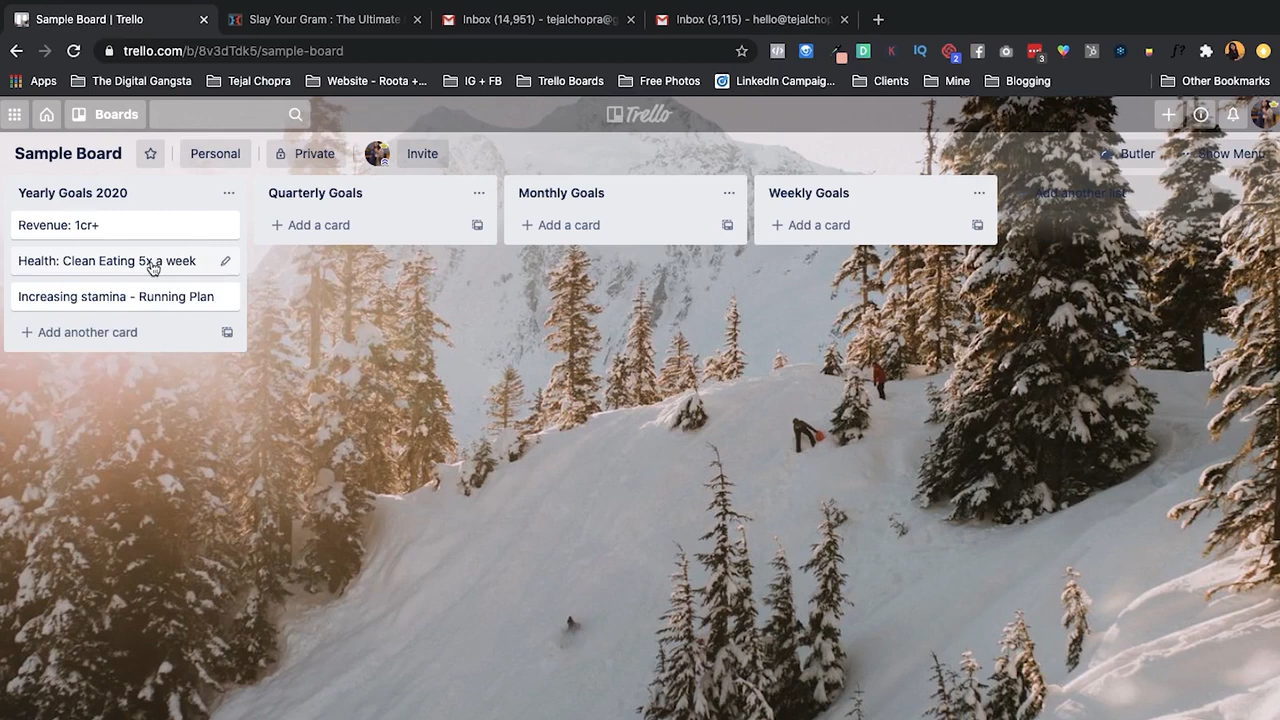 Sample Board | Trello
Slay Your Gram : The Ultimate
Inbox (14,951) - tejalchopra@g
Inbox (3,115) - hello@tejalchop
trello.com/b/8v3dTdk5/sample-board
IQ
2
f
3
f?
Apps
The Digital Gangsta
Tejal Chopra
Website - Roota +...
IG + FB
Trello Boards
Free Photos
LinkedIn Campaig...
Clients
Mine
Blogging
Other Bookmarks
Boards
Trello
Sample Board
Personal
Private
Invite
Butler
Show Menu
Yearly Goals 2020
Quarterly Goals
Monthly Goals
Weekly Goals
Add another list
Revenue: 1cr+
Add a card
Add a card
Add a card
Health: Clean Eating 5x a week
Increasing stamina - Running Plan
Add another card